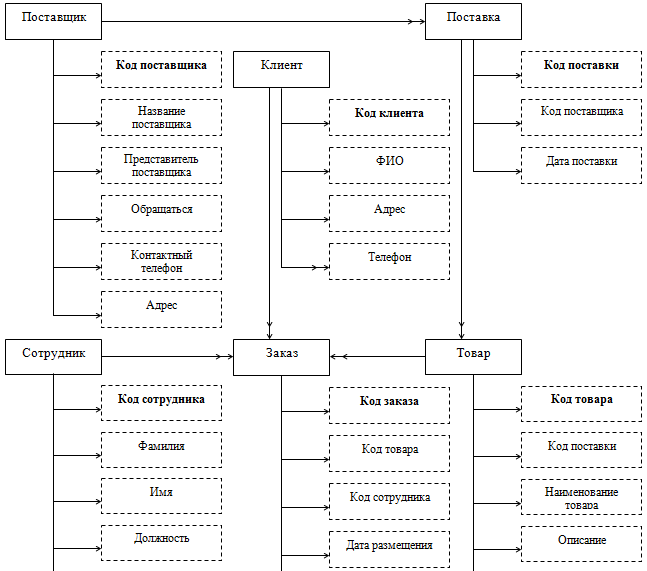 Поставщик
Поставка
Код поставщика
Название
поставщика
Представитель
поставщика
Обращаться
Контактный
телефон
Адрес
Клиент
Код клиента
ФИО
Адрес
Телефон
Код поставки
Код поставщика
Дата поставки
Сотрудник
Заказ
Товар
Код сотрудника
Фамилия
Имя
Должность
Код заказа
Код товара
Код сотрудника
Дата размещения
Код товара
Код поставки
Наименование
товара
Описание